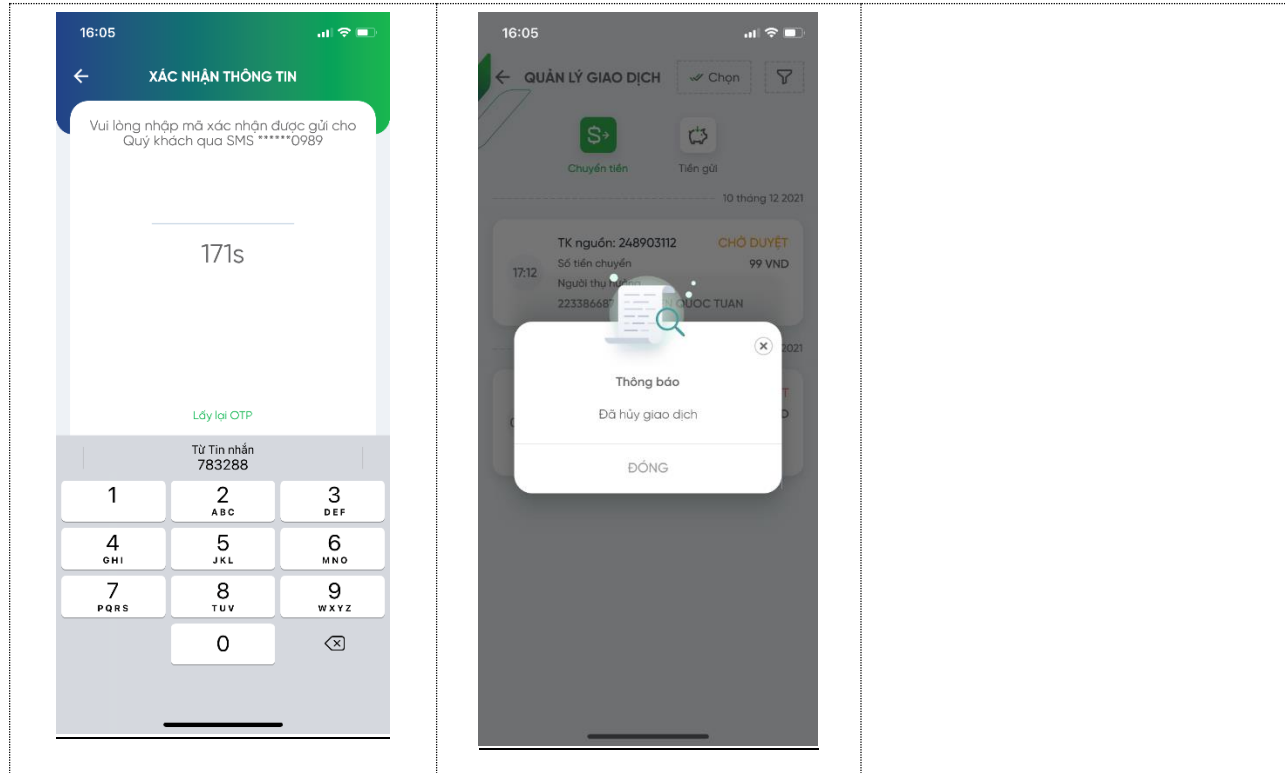 16:05
XÁC NHẬN THÔNG TIN
Vui lòng nhập mã xác nhận được gửi cho
Quý khách qua SMS ******0989
171s
Lấy lại OTP
Từ Tin nhắn
783288
1
2
ABC
3
DEF
4
GHI
5
JKL
6
MNO
7
PQRS
8
TUV
9
WXYZ
0
16:05
QUẢN LÝ GIAO DỊCH
Chọn
Chuyển tiền
Tiền gửi
10 tháng 12 2021
TK nguồn: 248903112
CHỜ DUYỆT
17:12
Số tiền chuyển
99 VND
Người thụ hưởng
22338668
QUOC TUAN
2021
Thông báo
Đã hủy giao dịch
ĐÓNG